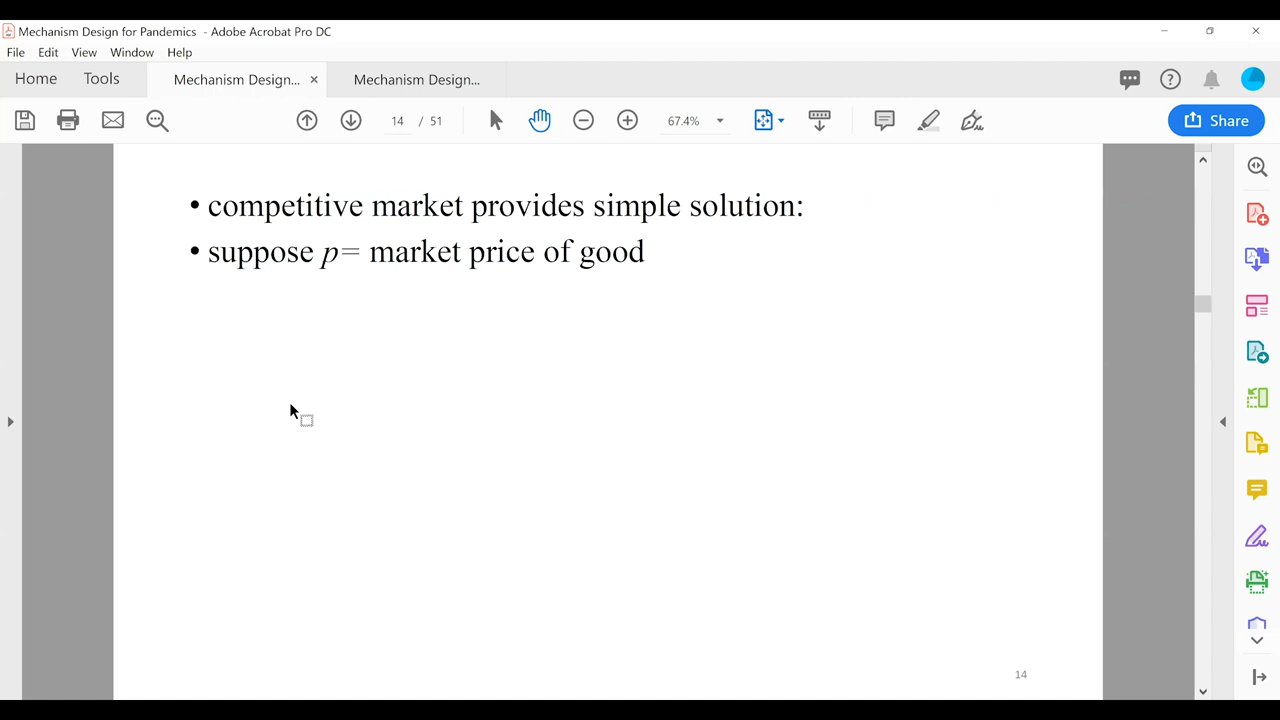 Mechanism Design for Pandemics - Adobe Acrobat Pro DC
File Edit View Window Help
Home Tools Mechanism Design... × Mechanism Design...
14 / 51 67.4% Share
• competitive market provides simple solution:
• suppose p= market price of good
14